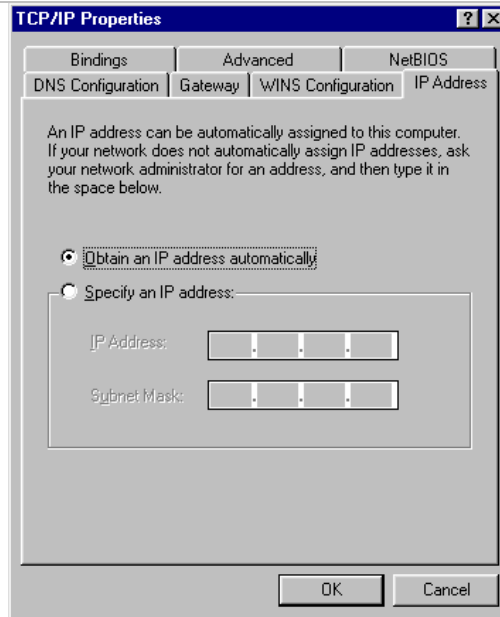 TCP/IP Properties
Bindings Advanced NetBIOS
DNS Configuration Gateway WINS Configuration IP Address
An IP address can be automatically assigned to this computer.
If your network does not automatically assign IP addresses, ask
your network administrator for an address, and then type it in
the space below.
Obtain an IP address automatically
Specify an IP address:
IP Address:
. . .
Subnet Mask:
. . .
OK Cancel